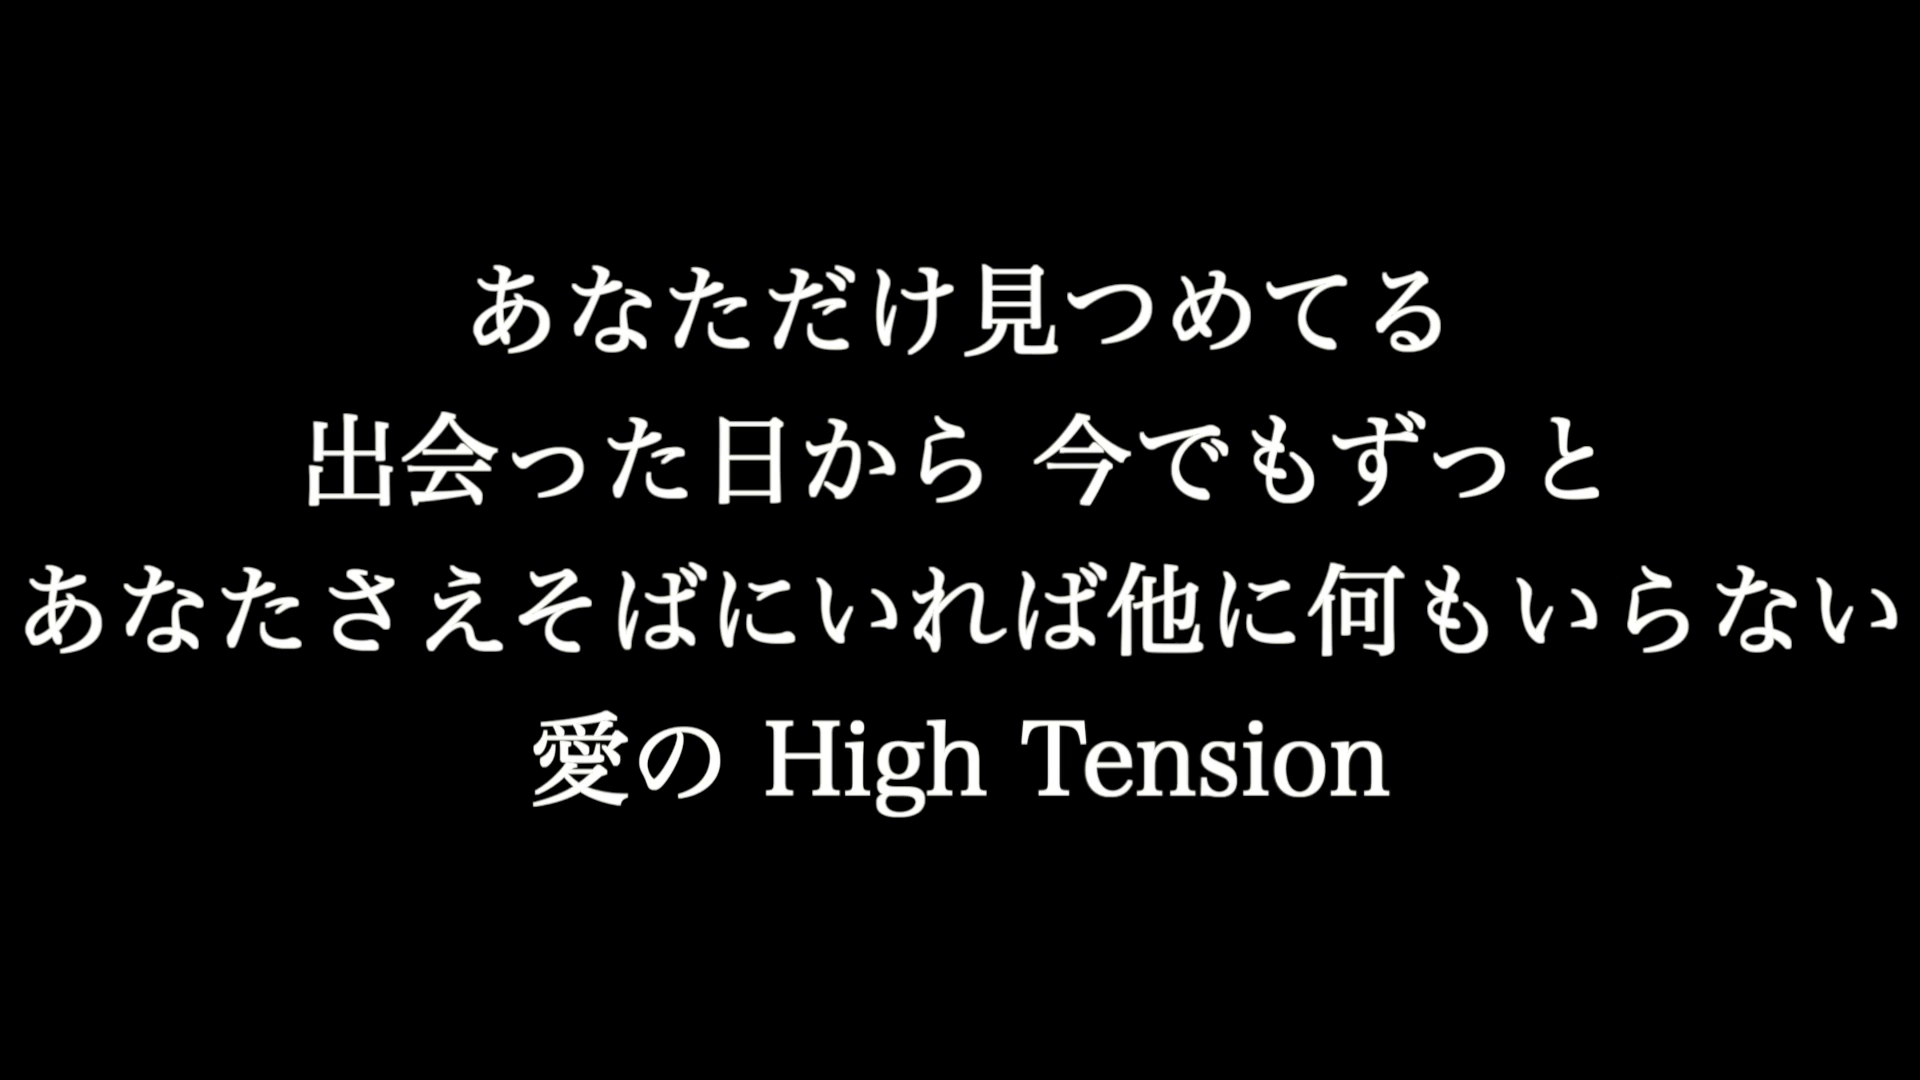 あなただけ見つめてる
出会った日から 今でもずっと
あなたさえそばにいれば他に何もいらない
愛の High Tension